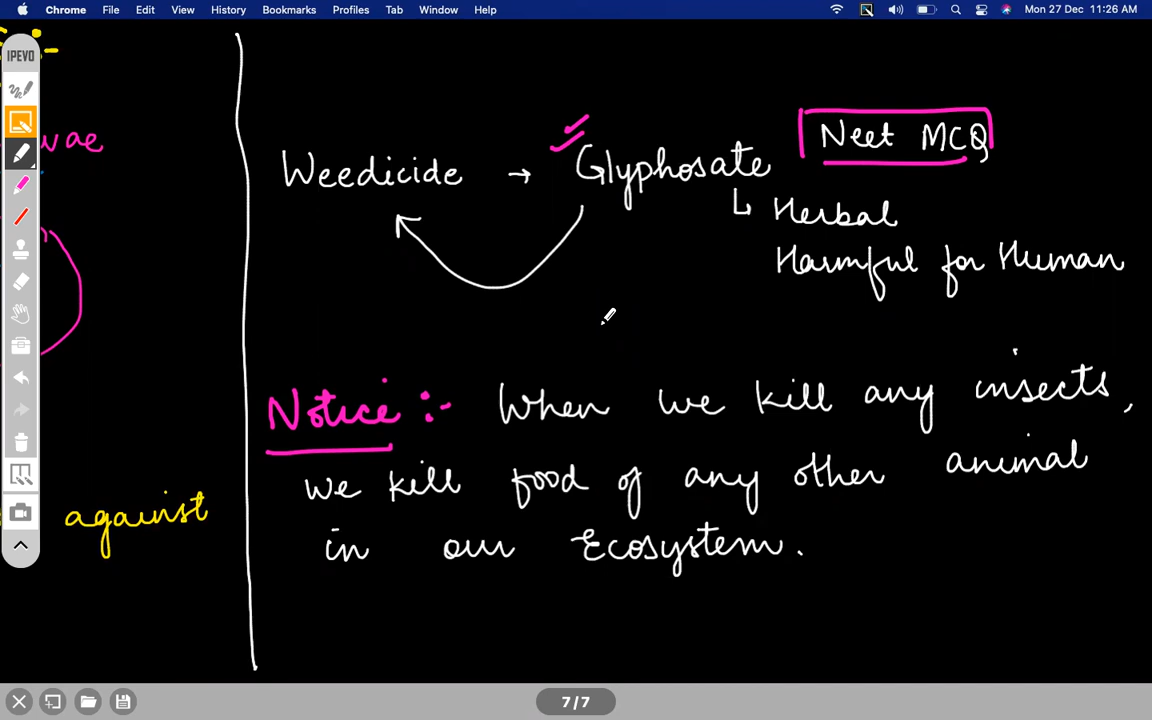 Chrome File Edit View History Bookmarks Profiles Tab Window Help Mon 27 Dec 11:26 AM
IPEVO
vae
Neet MCQ
Weedicide → Glyphosate
Herbal
Harmful for Human
Notice :- When we kill any insects,
we kill food of any other animal
in our Ecosystem.
against
7/7